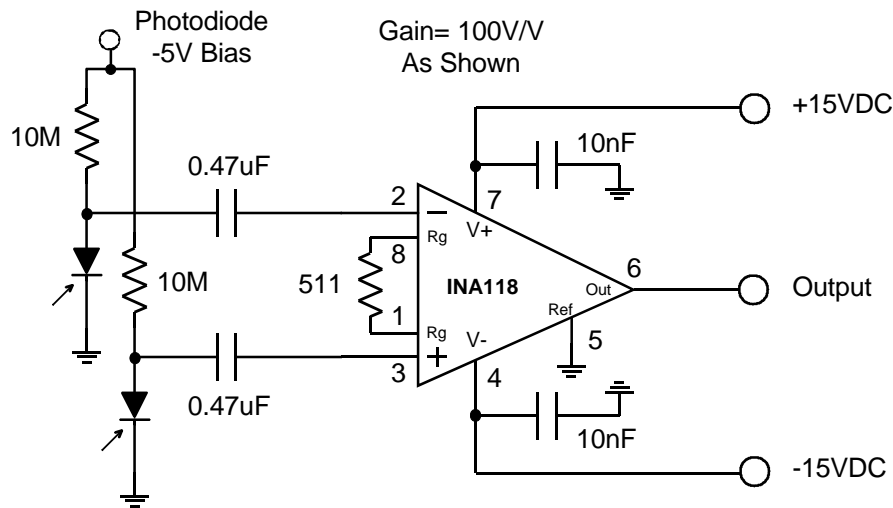 Photodiode
-5V Bias
Gain= 100V/V
As Shown
+15VDC
10M
10nF
0.47uF
2
7
V+
Rg
8
6
10M
511
INA118
Out
Output
1
Ref
Rg
V-
5
3
4
0.47uF
10nF
-15VDC